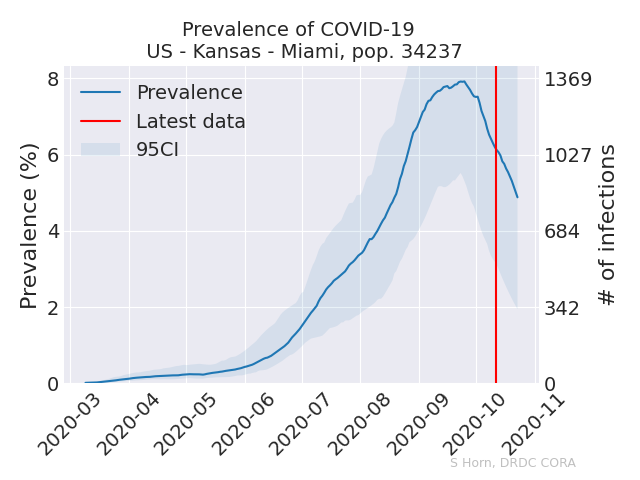 Prevalence of COVID-19
US - Kansas - Miami, pop. 34237
Prevalence (%)
8
6
4
2
0
Prevalence
Latest data
95CI
1369
1027
684
342
0
# of infections
2020-03
2020-04
2020-05
2020-06
2020-07
2020-08
2020-09
2020-10
2020-11
S Horn, DRDC CORA